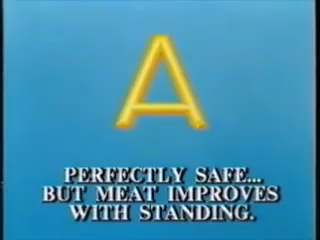 A
PERFECTLY SAFE...
BUT MEAT IMPROVES
WITH STANDING.